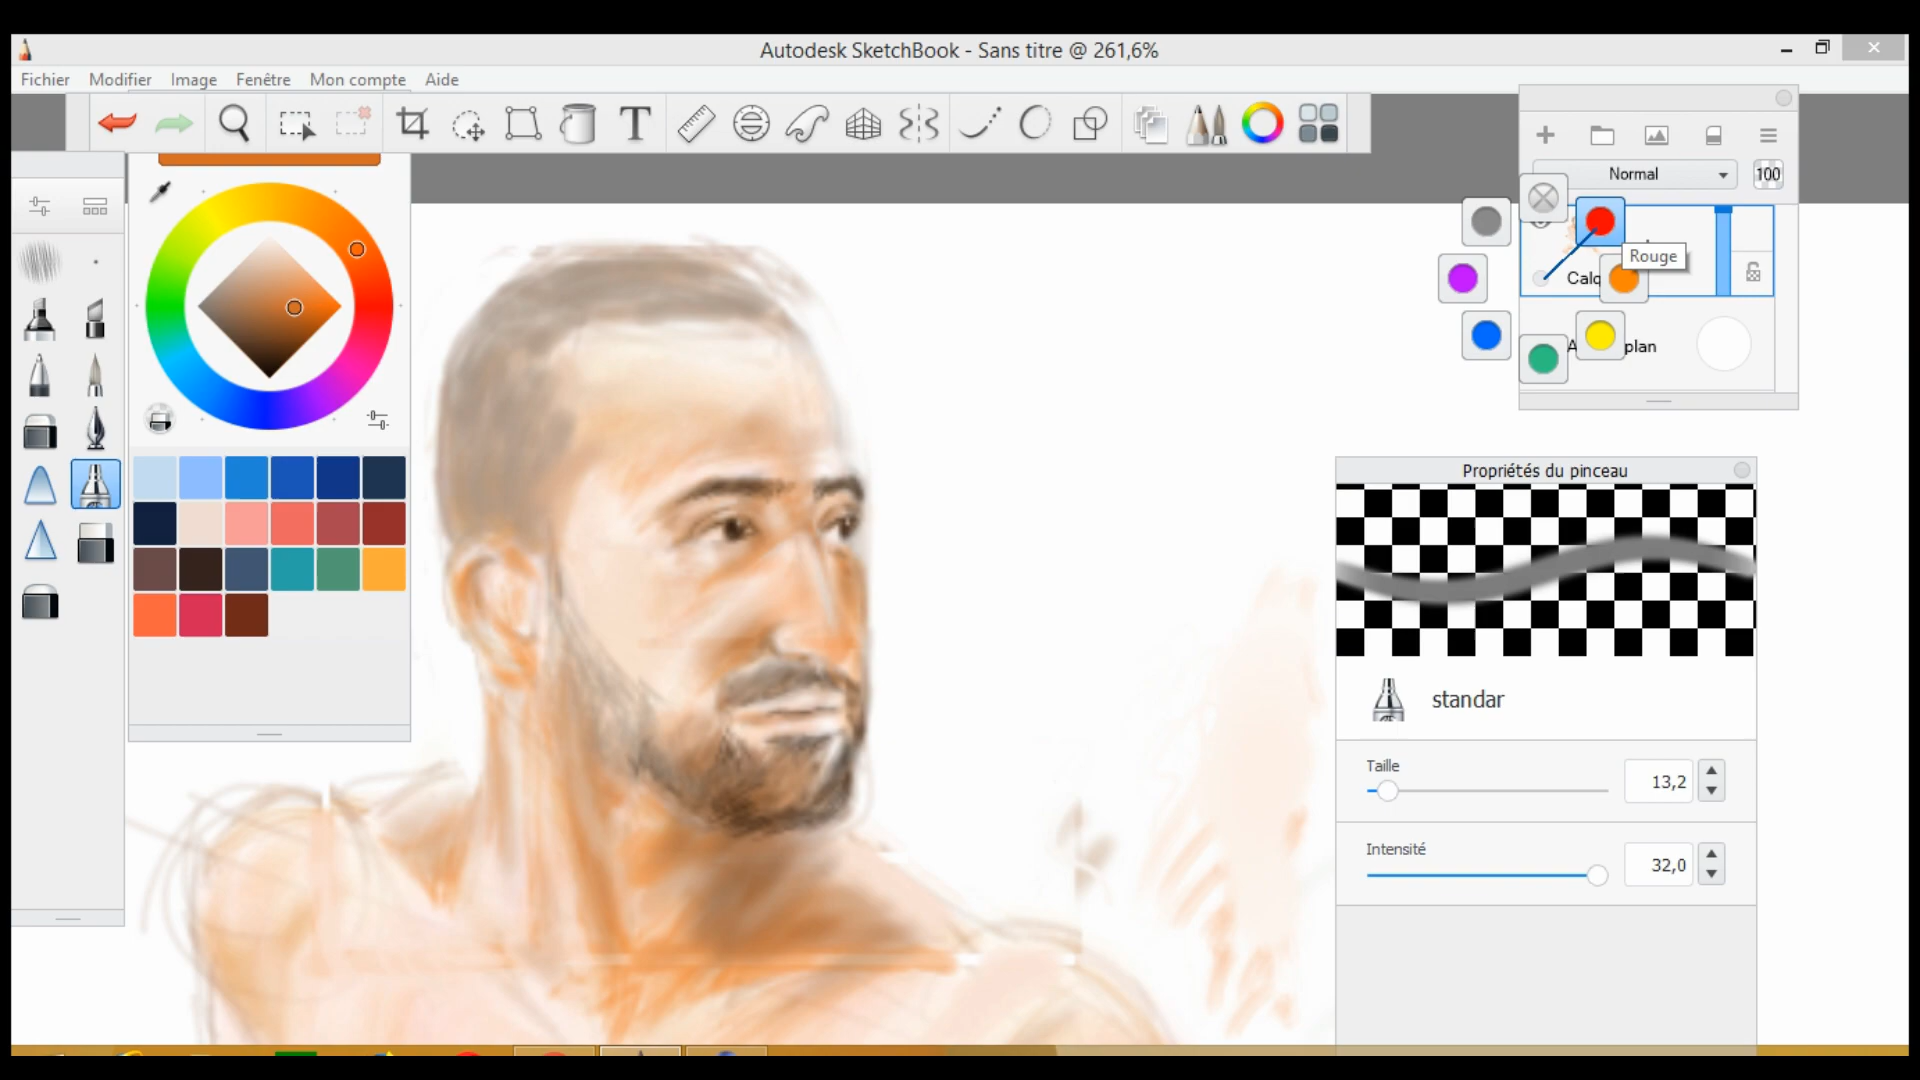 Autodesk SketchBook - Sans titre @ 261,6%
Fichier Modifier Image Fenêtre Mon compte Aide
Normal 100
Rouge
Calq
A plan
Propriétés du pinceau
standar
Taille
13,2
Intensité
32,0